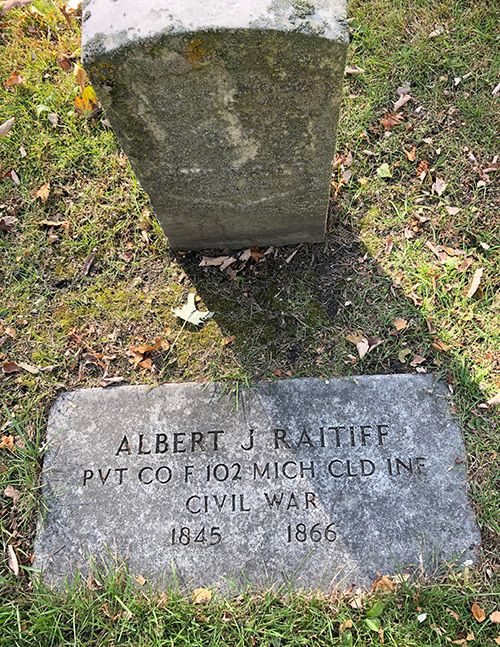 ALBERT J RAITIFF
PVT CO F 102 MICH CLD INF
CIVIL WAR
1845 1866